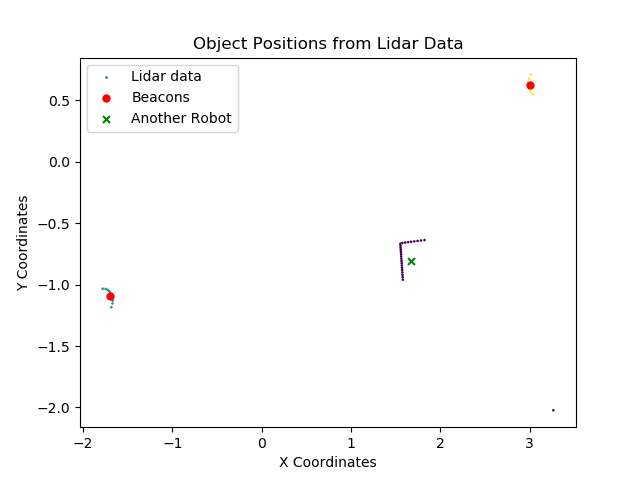 Object Positions from Lidar Data
Lidar data
Beacons
Another Robot
Y Coordinates
0.5
0.0
−0.5
−1.0
−1.5
−2.0
−2 −1 0 1 2 3
X Coordinates